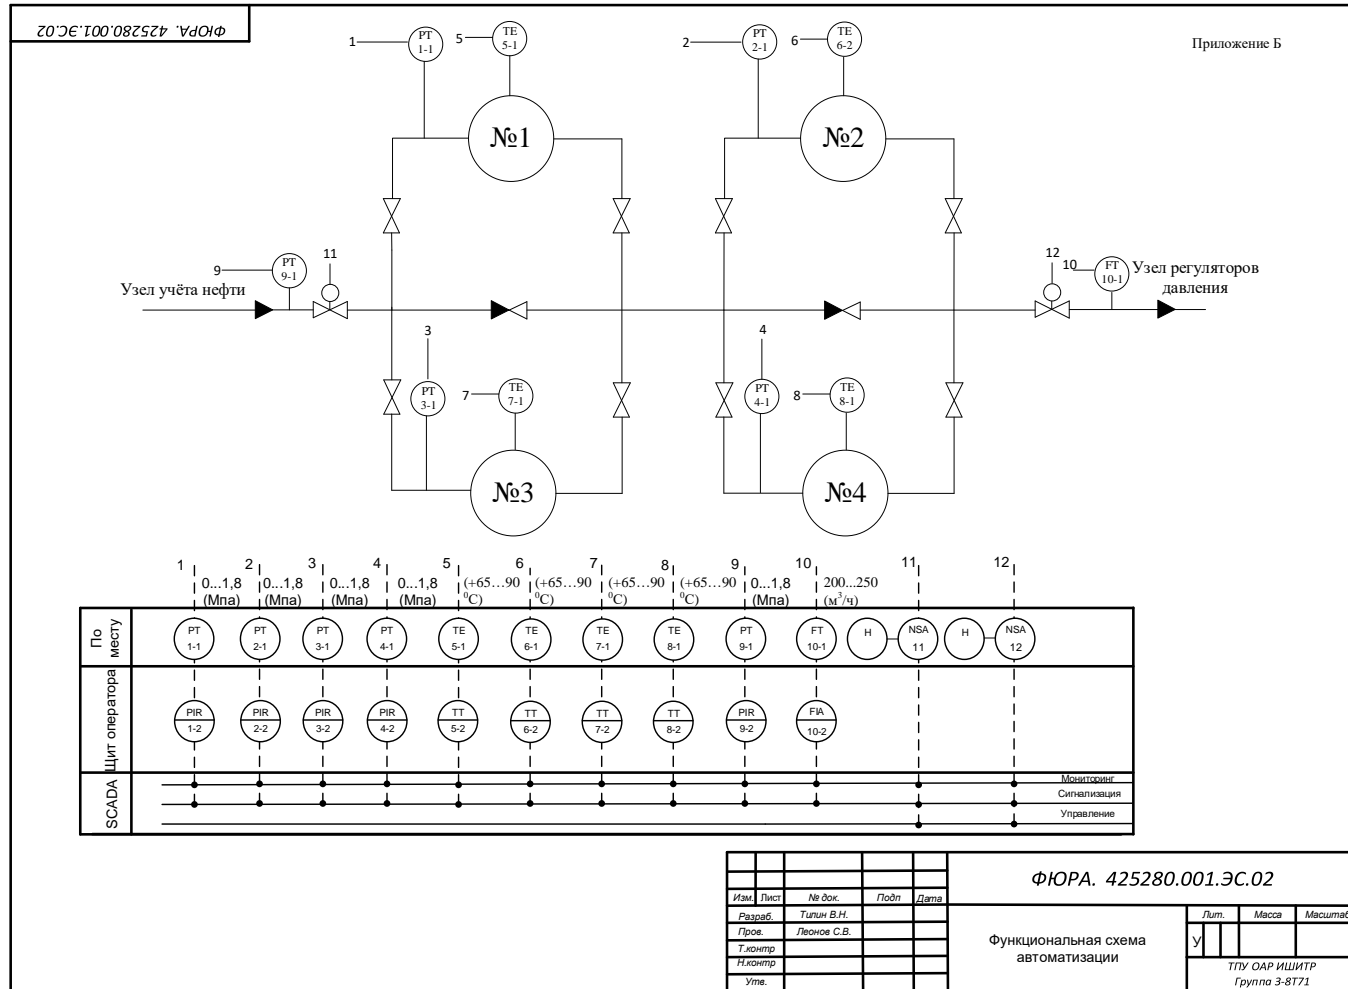 ФЮРА. 425280.001.ЭС.02
Приложение Б
1
PT
1-1
5
TE
5-1
2
PT
2-1
6
TE
6-2
№1
№2
9
PT
9-1
11
Узел учёта нефти
12
10
FT
10-1
Узел регуляторов
давления
3
PT
3-1
7
TE
7-1
4
PT
4-1
8
TE
8-1
№3
№4
1 2 3 4 5 6 7 8 9 10 11 12
0...1,8 0...1,8 0...1,8 0...1,8 (+65…90 (+65…90 (+65…90 (+65…90 0...1,8 200...250
(Мпа) (Мпа) (Мпа) (Мпа) ⁰C) ⁰C) ⁰C) ⁰C) (Мпа) (м³/ч)
По
месту
PT PT PT PT TE TE TE TE PT FT H NSA H NSA
1-1 2-1 3-1 4-1 5-1 6-1 7-1 8-1 9-1 10-1 11 12
Щит оператора
PIR PIR PIR PIR TT TT TT TT PIR FIA
1-2 2-2 3-2 4-2 5-2 6-2 7-2 8-2 9-2 10-2
SCADA
Мониторинг
Сигнализация
Управление
ФЮРА. 425280.001.ЭС.02
Изм. Лист № док. Подп Дата
Разраб. Типин В.Н.
Пров. Леонов С.В.
Т.контр
Н.контр
Утв.
Функциональная схема
автоматизации
Лит. Масса Масштаб
У
ТПУ ОАР ИШИТР
Группа 3-8Т71